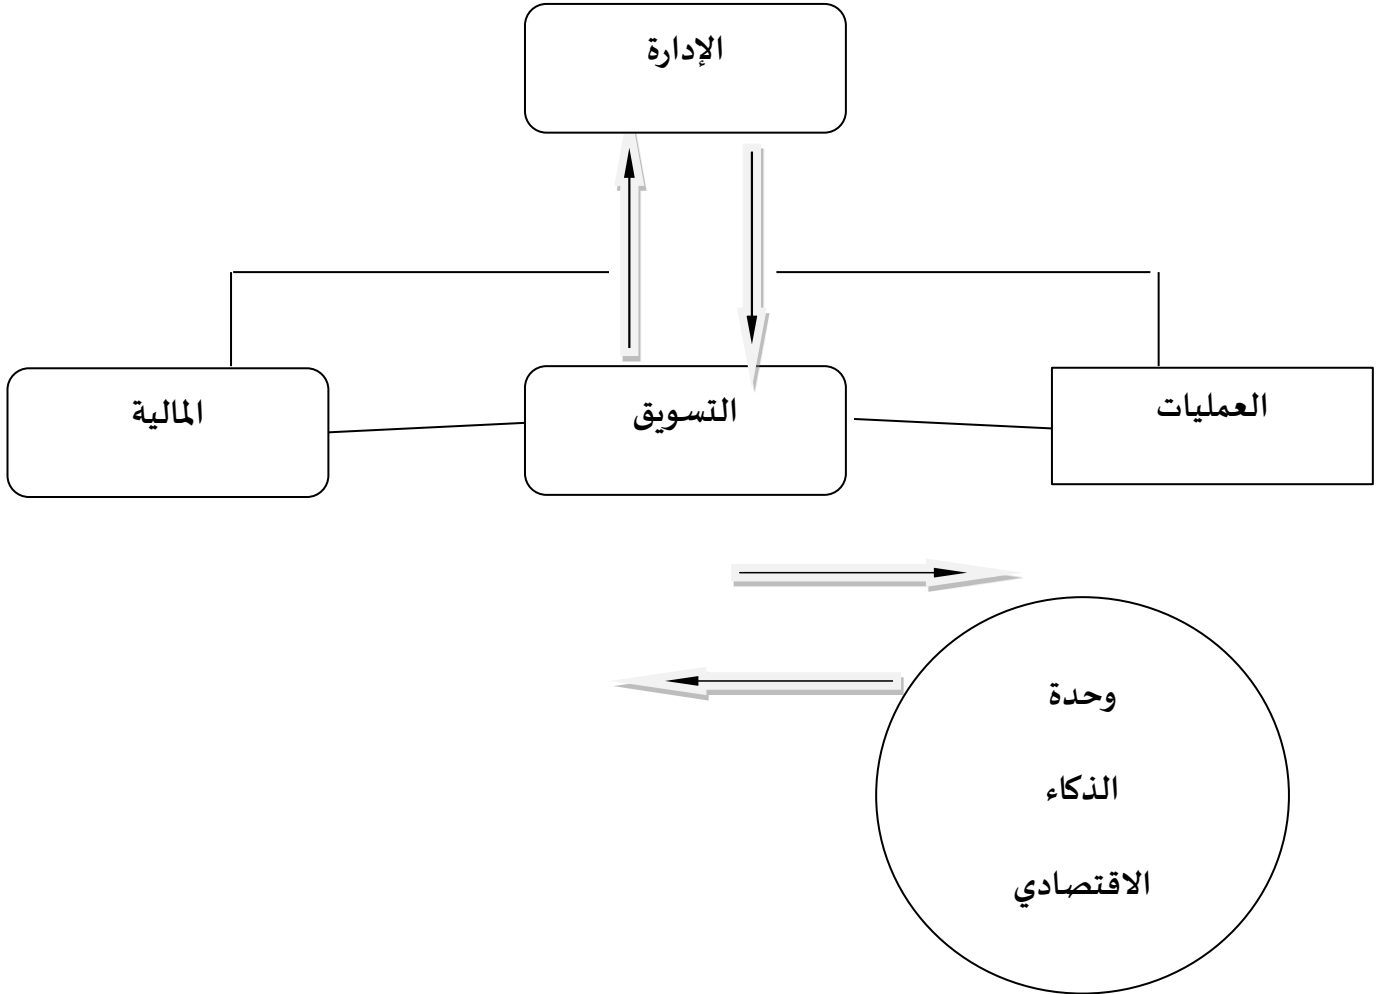 الإدارة
العمليات
التسويق
المالية
وحدة
الذكاء
الاقتصادي